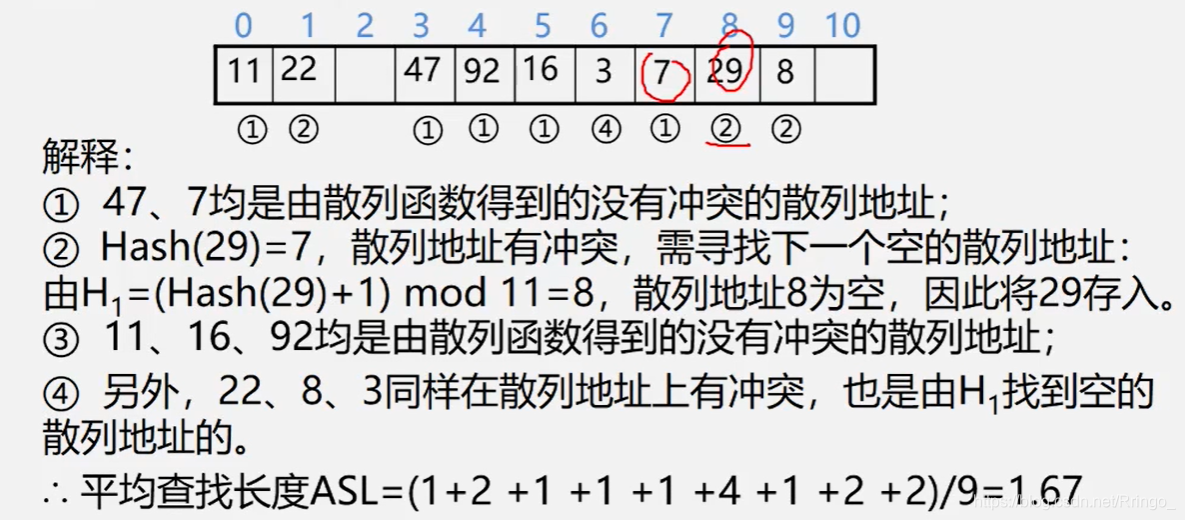 0 1 2 3 4 5 6 7 8 9 10
11 22 47 92 16 3 7 29 8
① ② ① ① ① ④ ① ② ②
解释：
① 47、7均是由散列函数得到的没有冲突的散列地址；
② Hash(29)=7，散列地址有冲突，需寻找下一个空的散列地址：
由H₁=(Hash(29)+1) mod 11=8，散列地址8为空，因此将29存入。
③ 11、16、92均是由散列函数得到的没有冲突的散列地址；
④ 另外，22、8、3同样在散列地址上有冲突，也是由H₁找到空的
散列地址的。
∴ 平均查找长度ASL=(1+2 +1 +1 +1 +4 +1 +2 +2)/9=1.67
https://blog.csdn.net/Rringo_